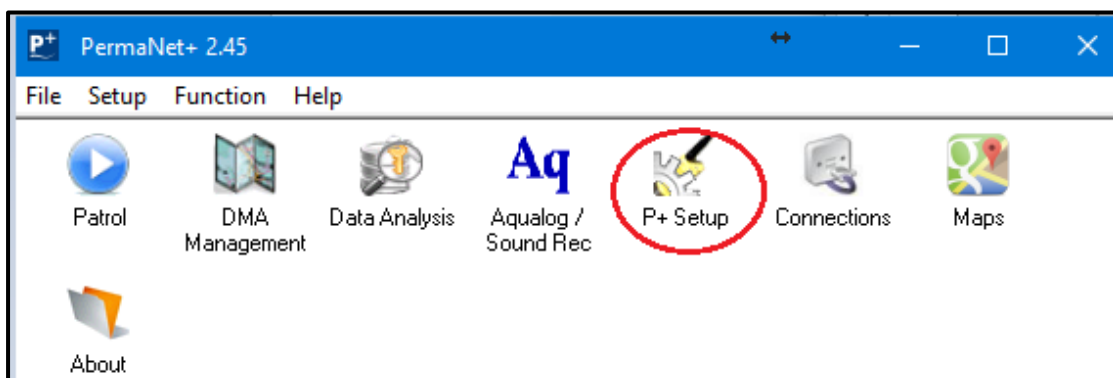 P+ PermaNet+ 2.45
File Setup Function Help
Aq
Patrol
DMA
Management
Data Analysis
Aqualog /
Sound Rec
P+ Setup
Connections
Maps
About